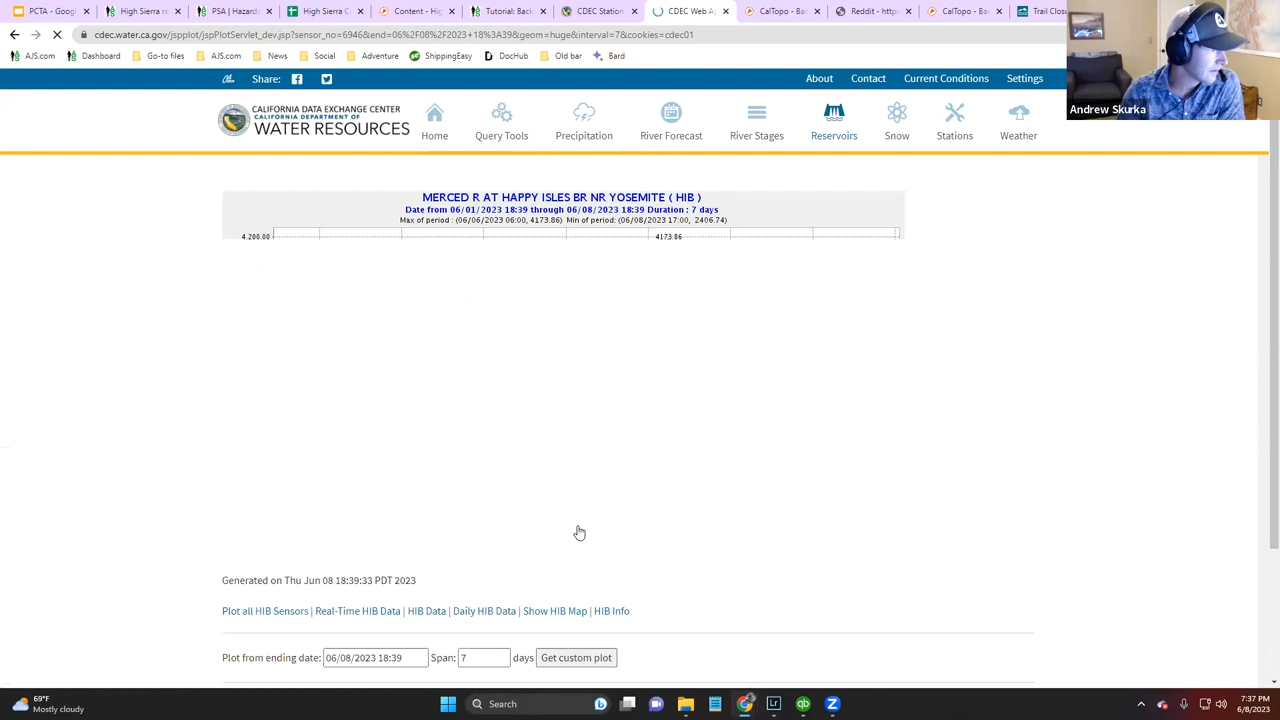 PCTA - Goog
High Sierra re
PSA | Hazardo
High Sierra C
Content - Hig
Tutorial: Back
CDEC Station
CDEC Web Ap
CalTopo - Bac
Reddit - https
CalTopo - Bac
Trail Closu
cdec.water.ca.gov/jspplot/jspPlotServlet_dev.jsp?sensor_no=6946&end=06%2F08%2F2023+18%3A39&geom=huge&interval=7&cookies=cdec01
AJS.com Dashboard Go-to files AJS.com News Social Adventure ShippingEasy DocHub Old bar Bard
Andrew Skurka
Share: About Contact Current Conditions Settings
CALIFORNIA DATA EXCHANGE CENTER
CALIFORNIA DEPARTMENT OF
WATER RESOURCES
Home Query Tools Precipitation River Forecast River Stages Reservoirs Snow Stations Weather
MERCED R AT HAPPY ISLES BR NR YOSEMITE ( HIB )
Date from 06/01/2023 18:39 through 06/08/2023 18:39 Duration : 7 days
Max of period : (06/06/2023 06:00, 4173.86) Min of period: (06/08/2023 17:00, 2406.74)
4,200.00 4173.86
Generated on Thu Jun 08 18:39:33 PDT 2023
Plot all HIB Sensors | Real-Time HIB Data | HIB Data | Daily HIB Data | Show HIB Map | HIB Info
Plot from ending date: 06/08/2023 18:39 Span: 7 days Get custom plot
69°F
Mostly cloudy
Search
7:37 PM
6/8/2023